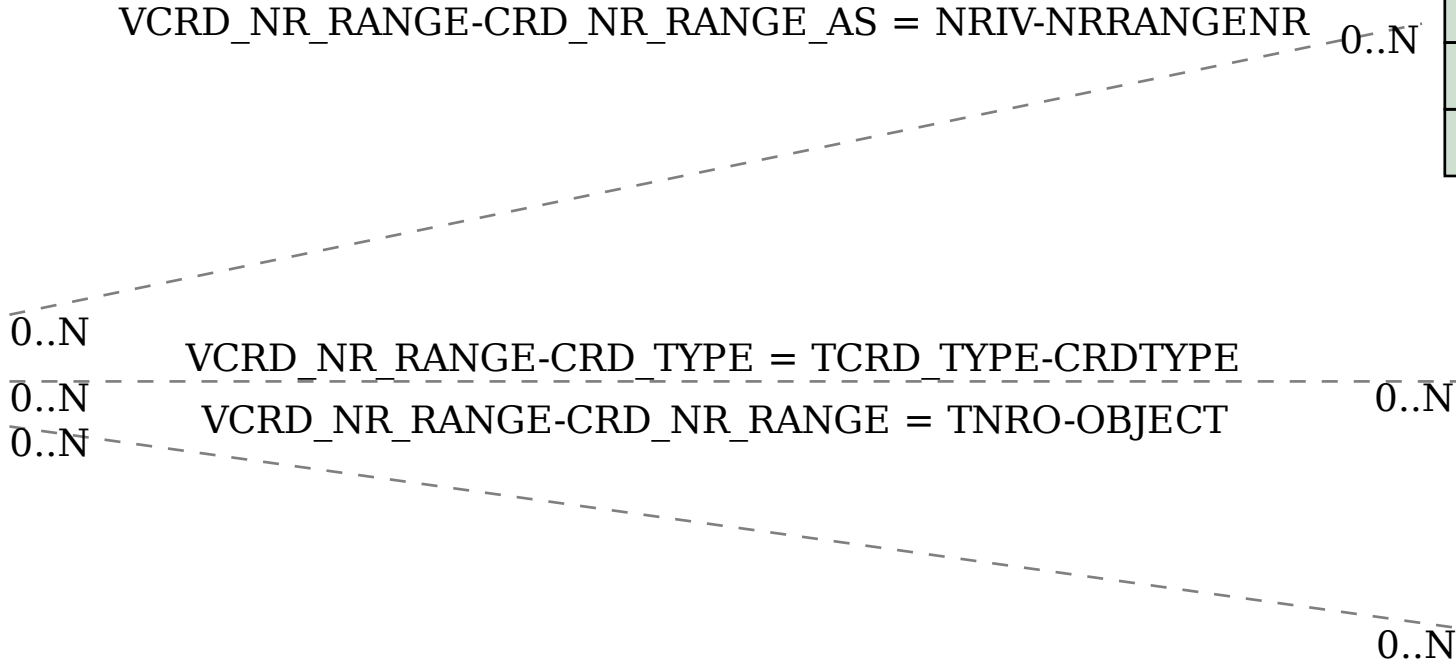 VCRD_NR_RANGE-CRD_NR_RANGE_AS = NRIV-NRRANGENR
0..N
0..N
VCRD_NR_RANGE-CRD_TYPE = TCRD_TYPE-CRDTYPE
0..N
0..N
VCRD_NR_RANGE-CRD_NR_RANGE = TNRO-OBJECT
0..N
0..N